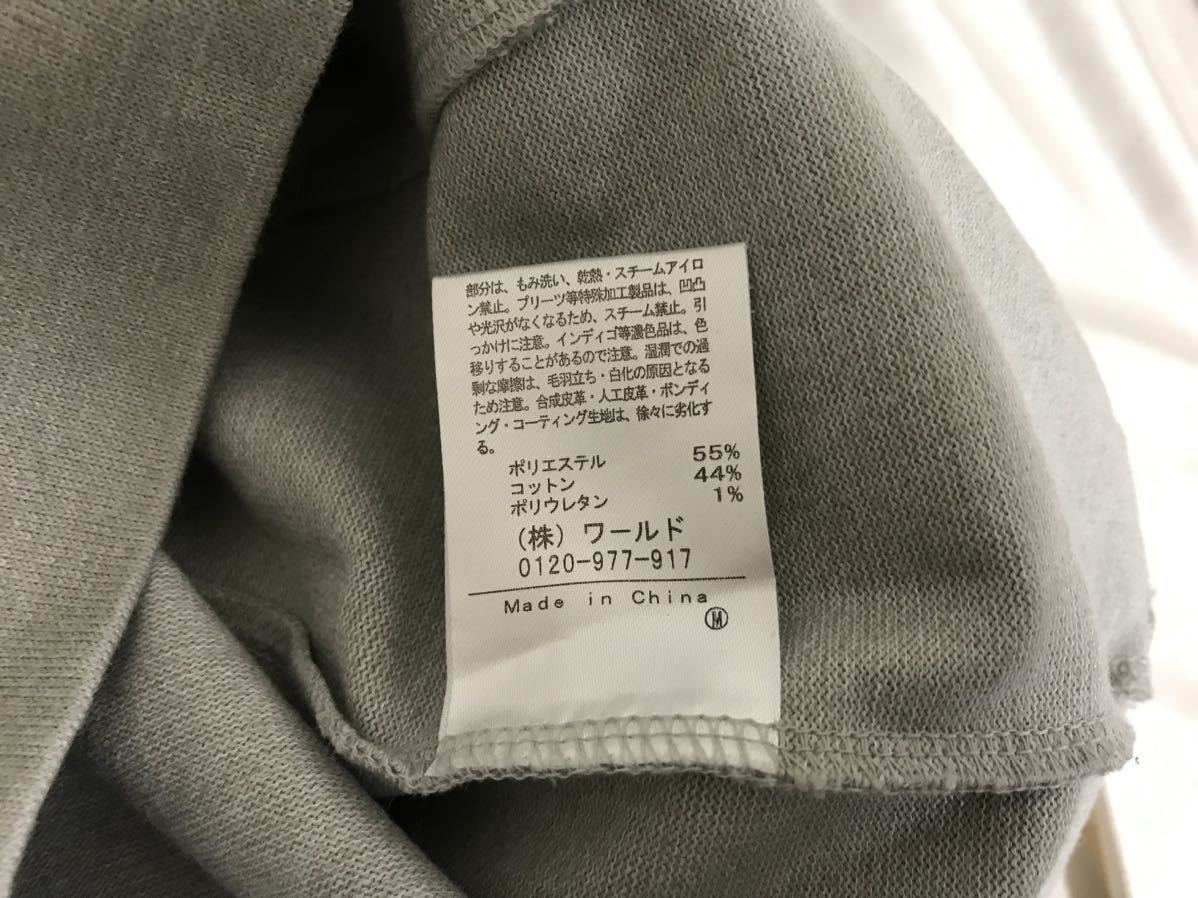 部分は、もみ洗い、乾熱・スチームアイロ
ン禁止。プリーツ等特殊加工製品は、凹凸
や光沢がなくなるため、スチーム禁止。引
っかけに注意。インディゴ等濃色品は、色
移りすることがあるので注意。湿潤での過
剰な摩擦は、毛羽立ち・白化の原因となる
ため注意。合成皮革・人工皮革・ボンディ
ング・コーティング生地は、徐々に劣化す
る。
ポリエステル 55%
コットン 44%
ポリウレタン 1%
(株) ワールド
0120-977-917
Made in China
Ⓜ